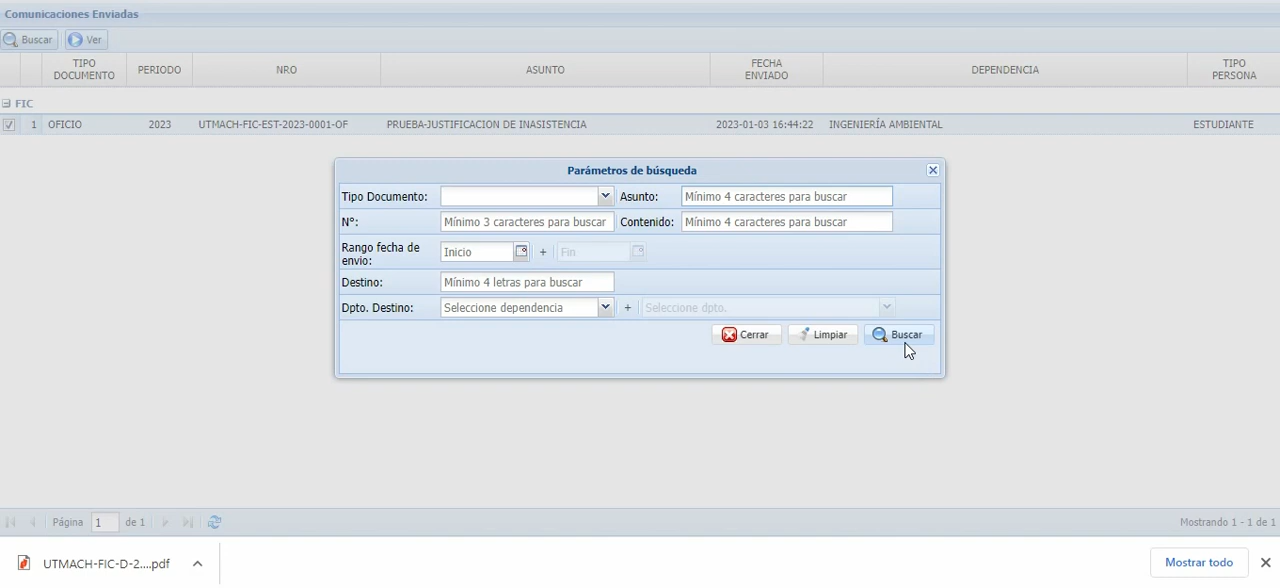 Comunicaciones Enviadas
Buscar Ver
TIPO DOCUMENTO PERIODO NRO ASUNTO FECHA ENVIADO DEPENDENCIA TIPO PERSONA
FIC
1 OFICIO 2023 UTMACH-FIC-EST-2023-0001-OF PRUEBA-JUSTIFICACION DE INASISTENCIA 2023-01-03 16:44:22 INGENIERÍA AMBIENTAL ESTUDIANTE
Parámetros de búsqueda
Tipo Documento: Asunto: Mínimo 4 caracteres para buscar
N°: Mínimo 3 caracteres para buscar Contenido: Mínimo 4 caracteres para buscar
Rango fecha de envio: Inicio + Fin
Destino: Mínimo 4 letras para buscar
Dpto. Destino: Seleccione dependencia + Seleccione dpto.
Cerrar Limpiar Buscar
Página 1 de 1 Mostrando 1 - 1 de 1
UTMACH-FIC-D-2....pdf Mostrar todo